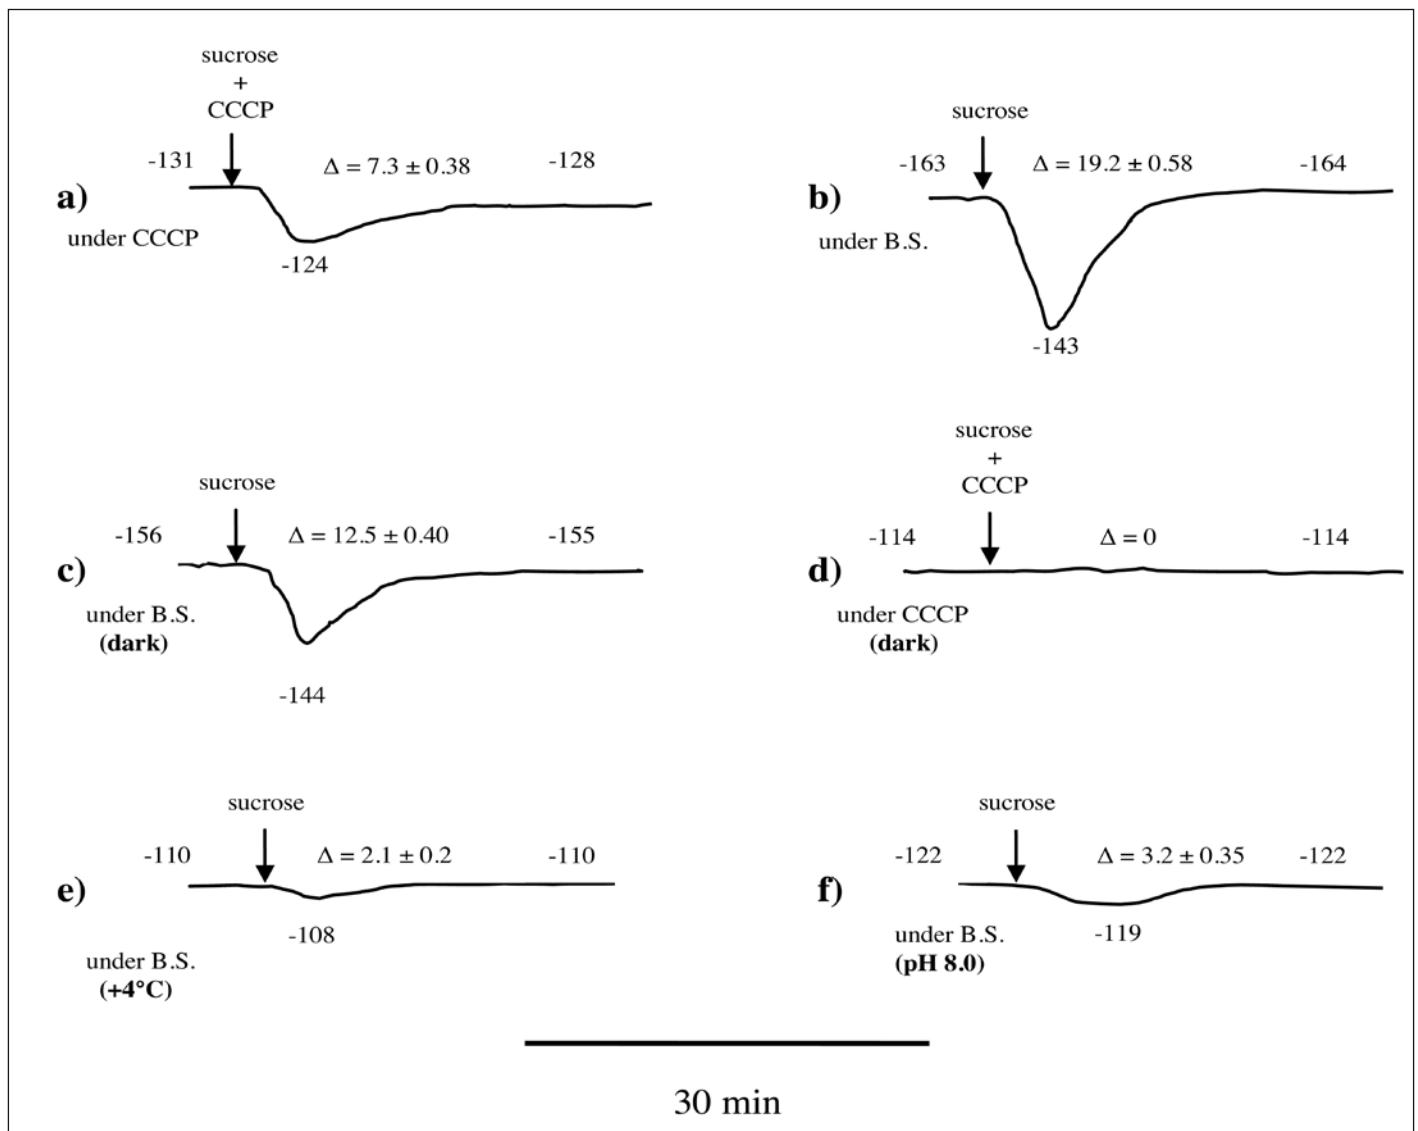 sucrose
+
CCCP
-131
Δ = 7.3 ± 0.38
-128
a)
under CCCP
-124
sucrose
-163
Δ = 19.2 ± 0.58
-164
b)
under B.S.
-143
sucrose
-156
Δ = 12.5 ± 0.40
-155
c)
under B.S.
(dark)
-144
sucrose
+
CCCP
-114
Δ = 0
-114
d)
under CCCP
(dark)
sucrose
-110
Δ = 2.1 ± 0.2
-110
e)
-108
under B.S.
(+4°C)
sucrose
-122
Δ = 3.2 ± 0.35
-122
f)
under B.S.
(pH 8.0)
-119
30 min